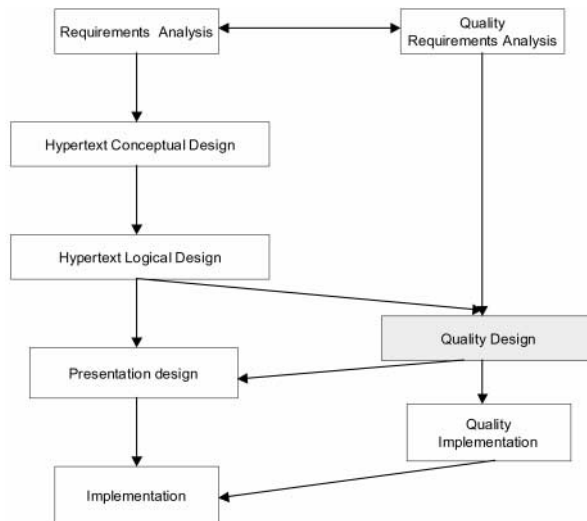 Requirements Analysis
Quality
Requirements Analysis
Hypertext Conceptual Design
Hypertext Logical Design
Quality Design
Presentation design
Quality
Implementation
Implementation